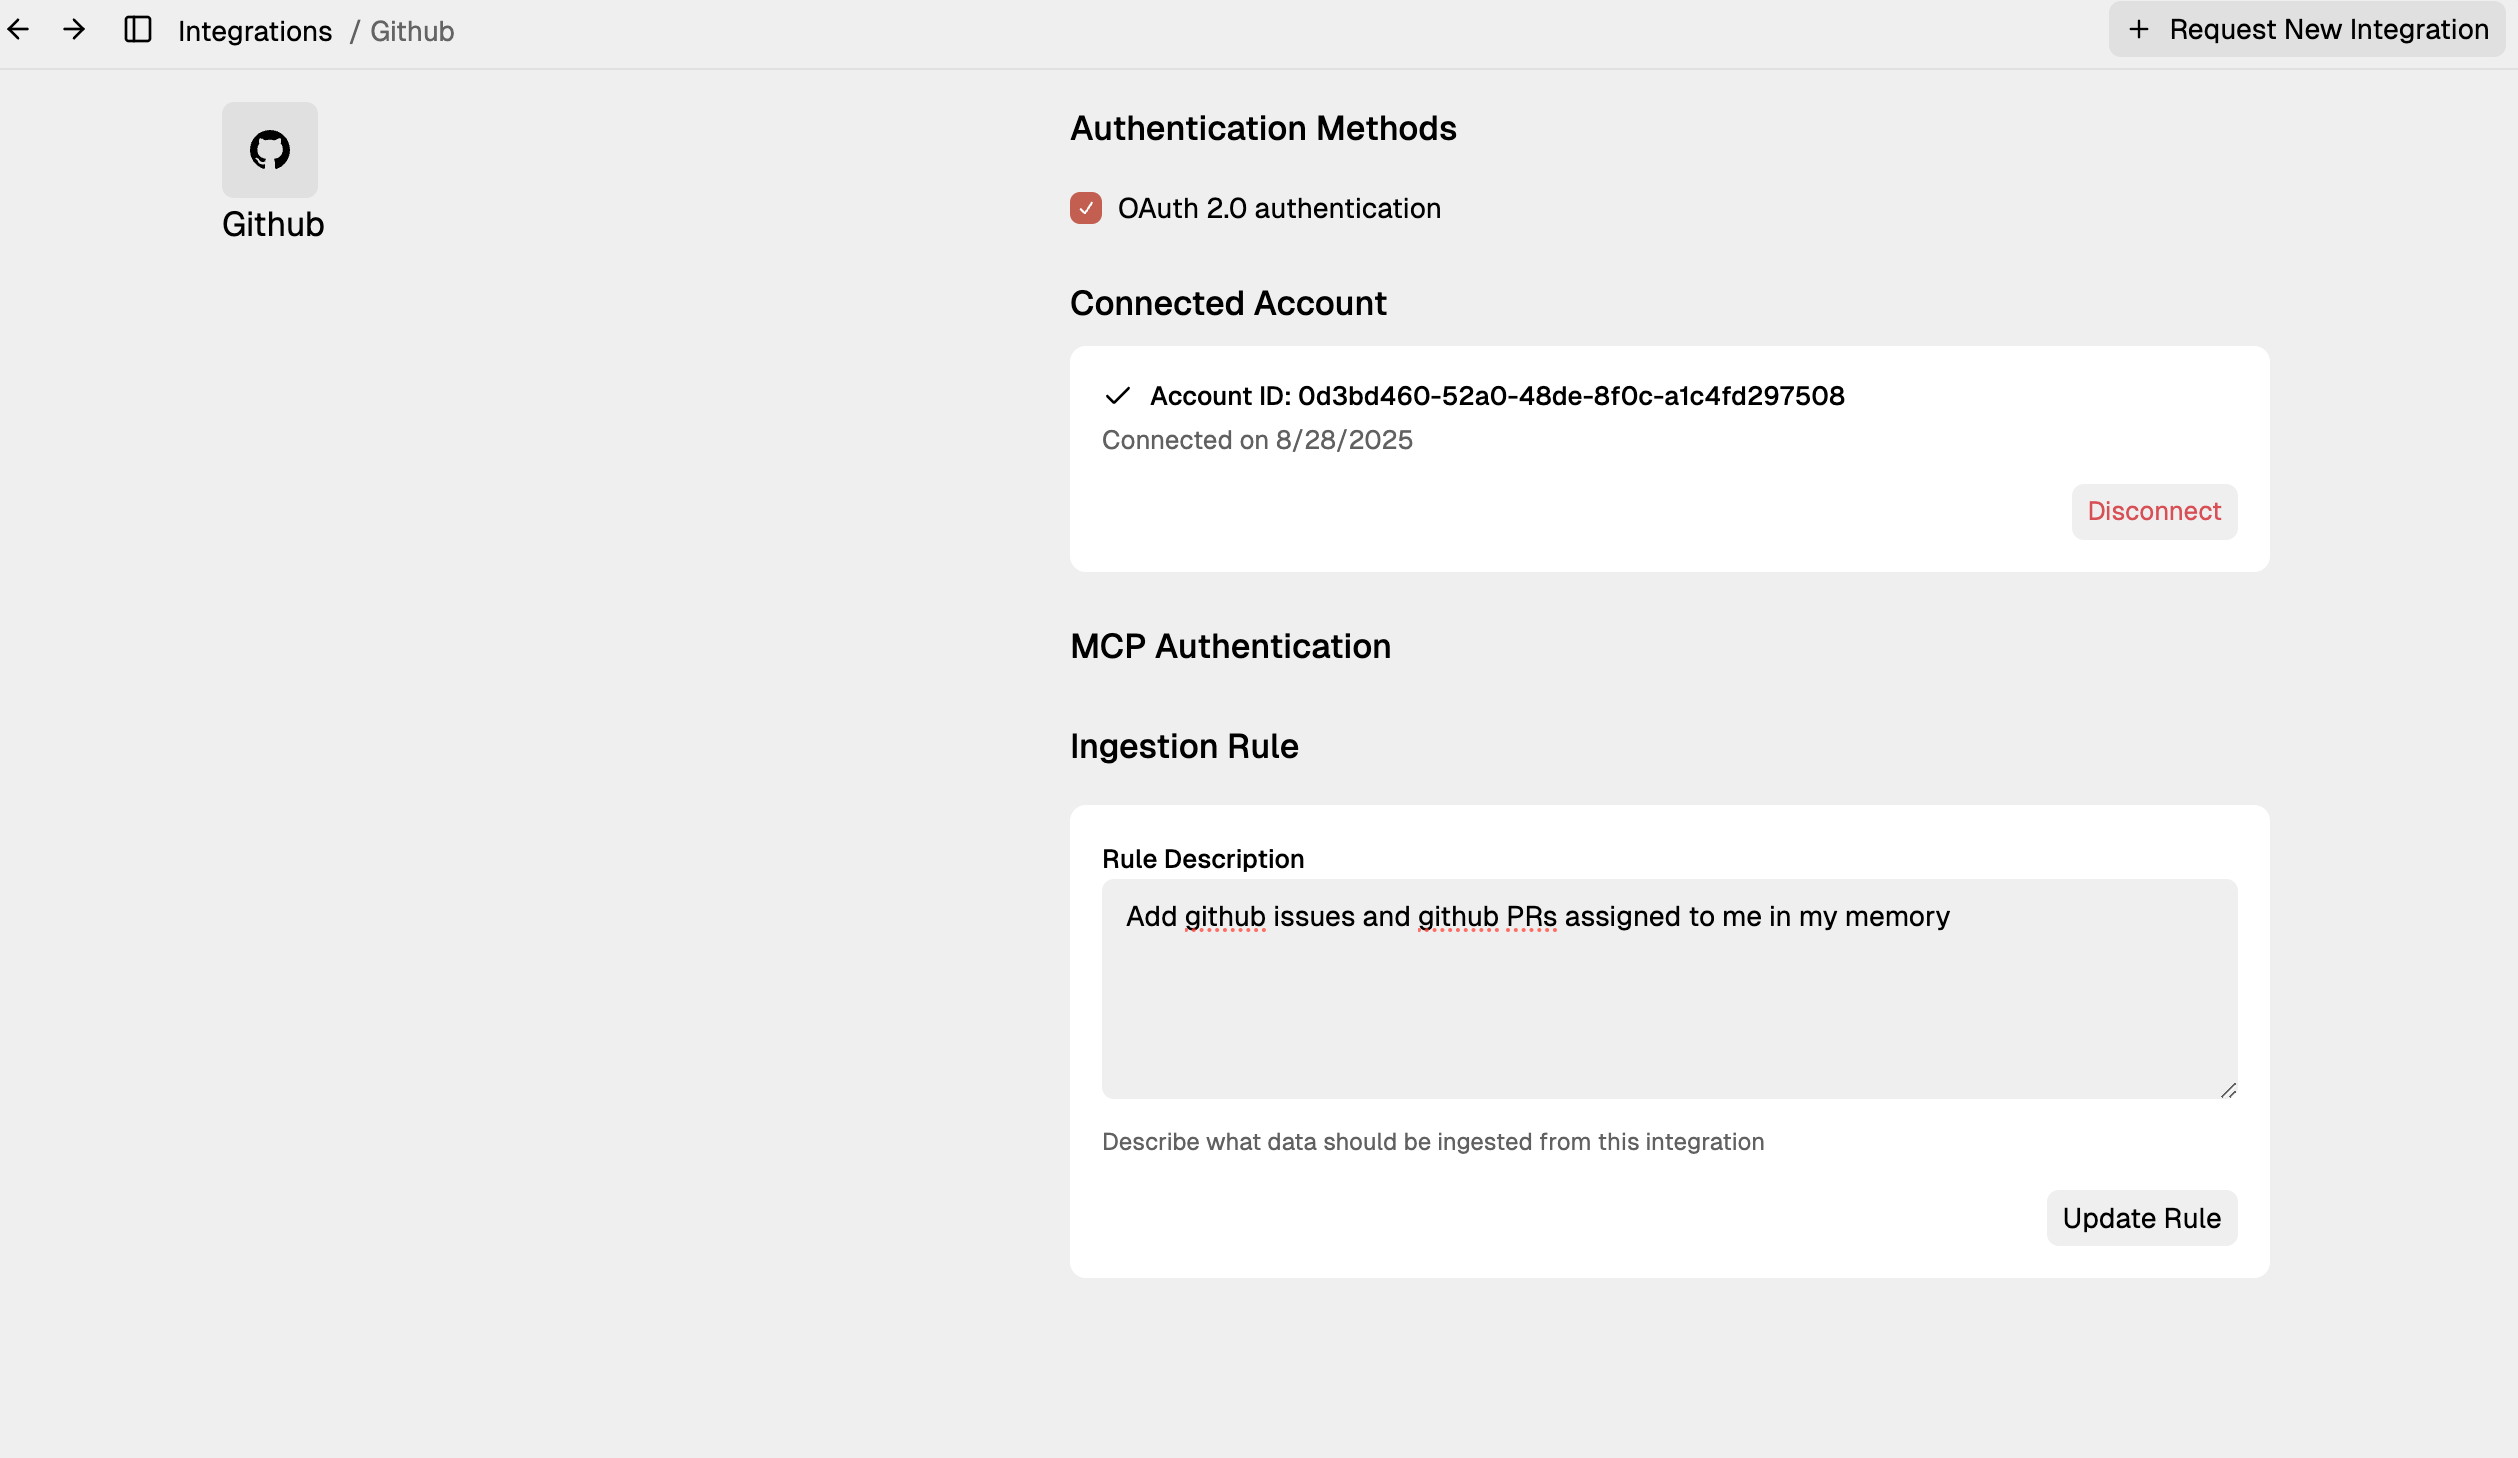 Integrations / Github
+ Request New Integration
Github
Authentication Methods
OAuth 2.0 authentication
Connected Account
Account ID: 0d3bd460-52a0-48de-8f0c-a1c4fd297508
Connected on 8/28/2025
Disconnect
MCP Authentication
Ingestion Rule
Rule Description
Add github issues and github PRs assigned to me in my memory
Describe what data should be ingested from this integration
Update Rule